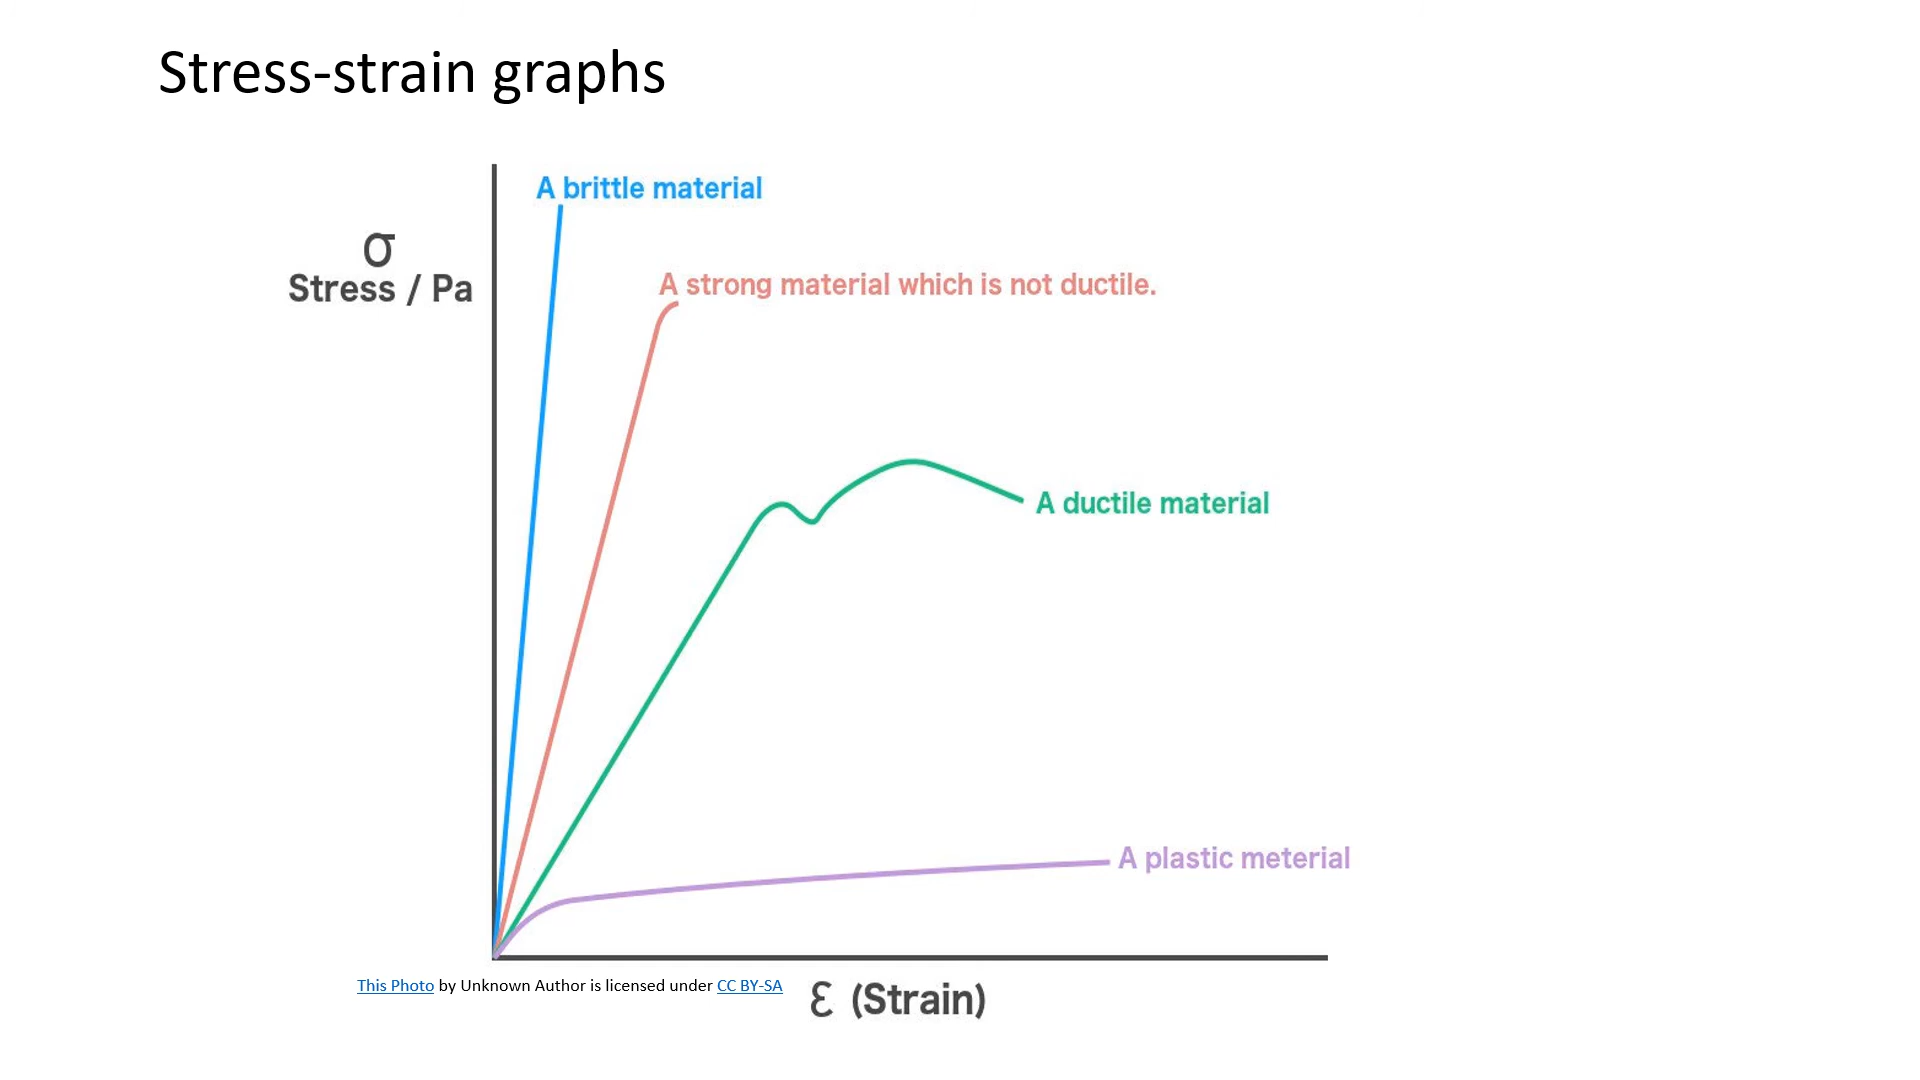 Stress-strain graphs
A brittle material
σ
Stress / Pa
A strong material which is not ductile.
A ductile material
A plastic meterial
This Photo by Unknown Author is licensed under CC BY-SA
Ɛ (Strain)